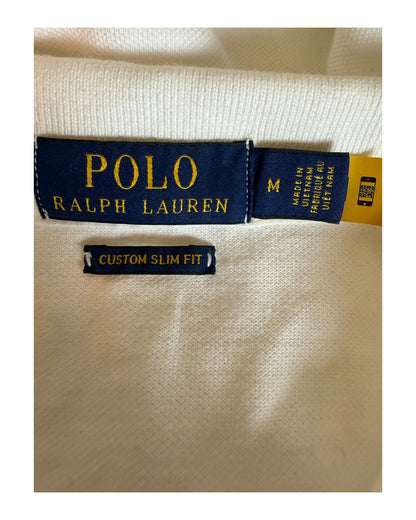 POLO
RALPH LAUREN
M
MADE IN
VIETNAM
FABRIQUÉ AU
VIÊT NAM
CUSTOM SLIM FIT